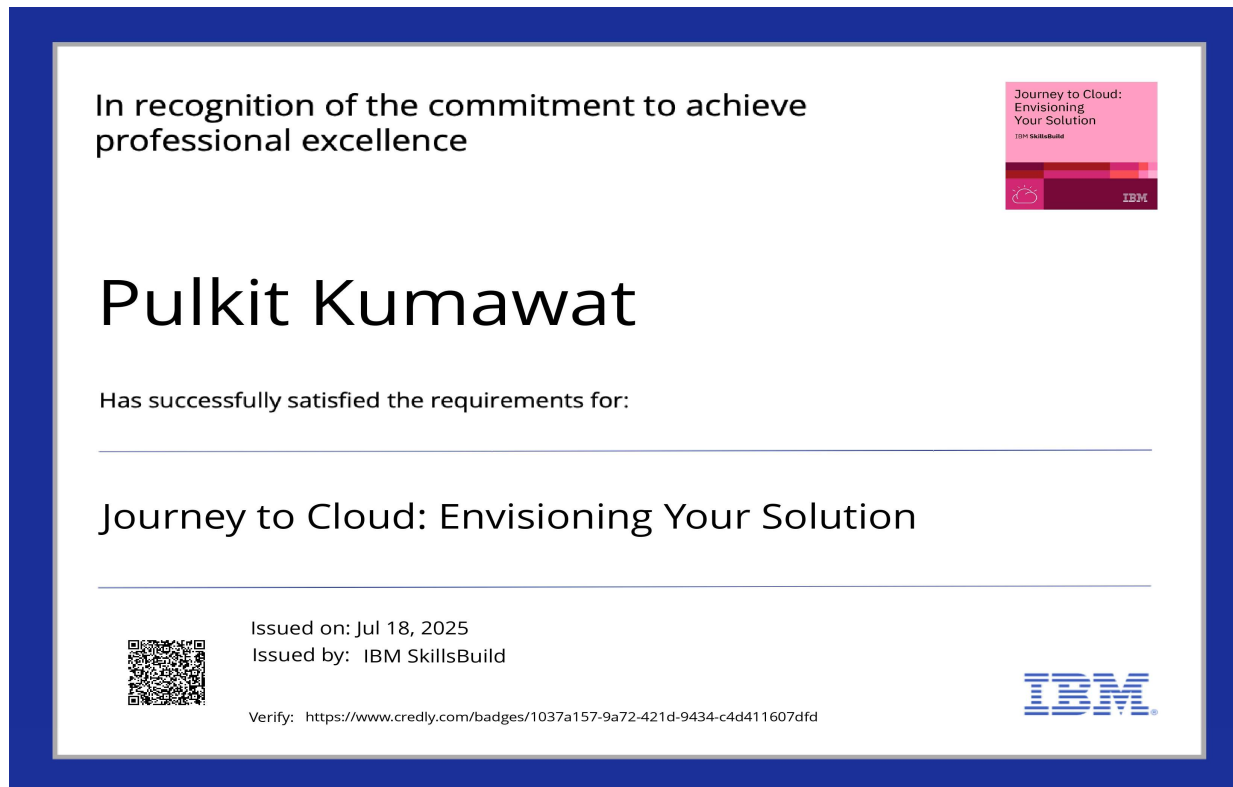 In recognition of the commitment to achieve
professional excellence
Journey to Cloud:
Envisioning
Your Solution
IBM SkillsBuild
IBM
Pulkit Kumawat
Has successfully satisfied the requirements for:
Journey to Cloud: Envisioning Your Solution
Issued on: Jul 18, 2025
Issued by: IBM SkillsBuild
Verify: https://www.credly.com/badges/1037a157-9a72-421d-9434-c4d411607dfd
IBM®